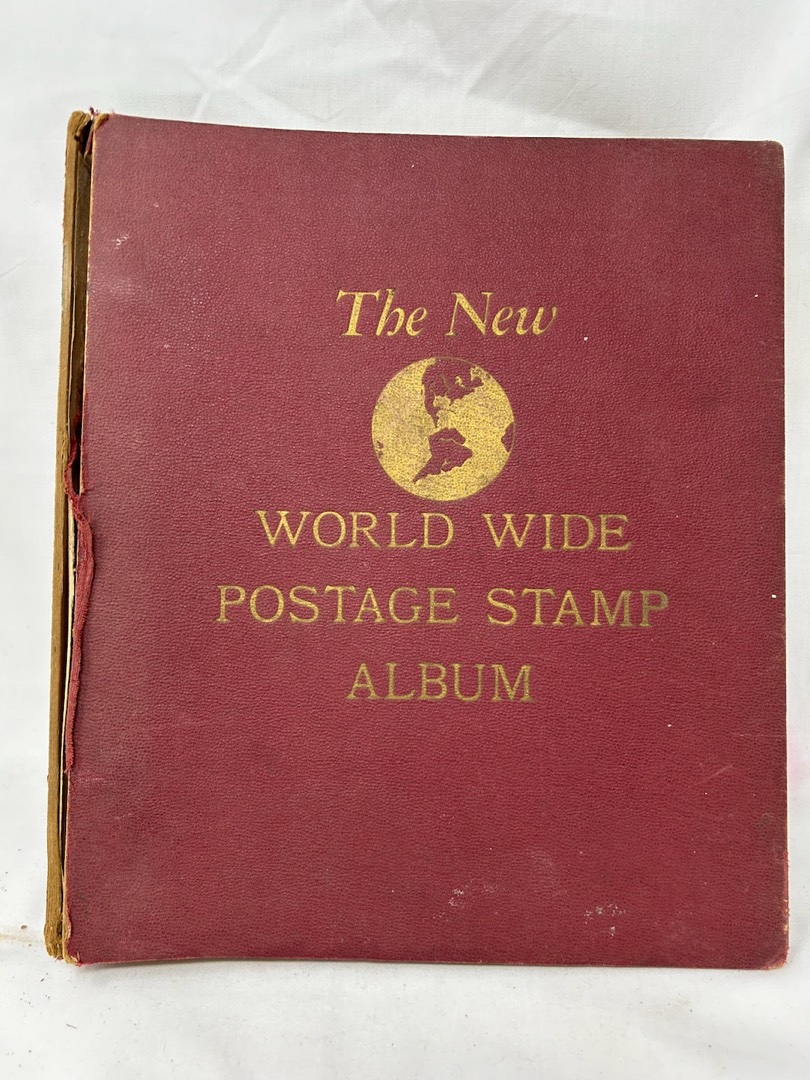 The New
WORLD WIDE
POSTAGE STAMP
ALBUM